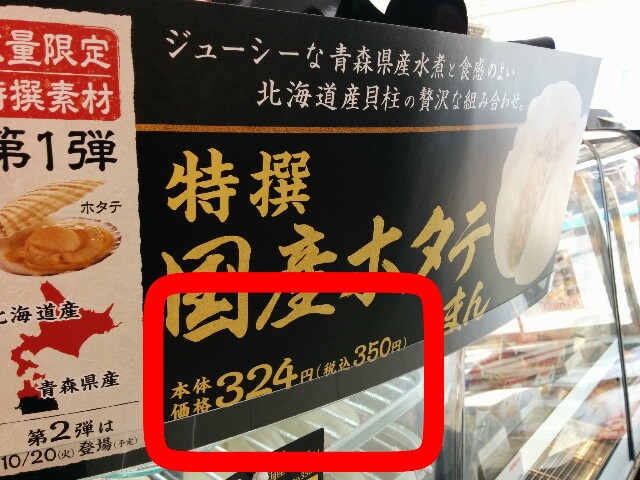 ジューシーな青森県産水煮と食感のよい
北海道産貝柱の贅沢な組み合わせ。
量限定
特撰素材
第1弾
ホタテ
北海道産
青森県産
第2弾は
10/20(火)登場(予定)
特撰
国産ホタテ
まん
本体
価格324円(税込350円)